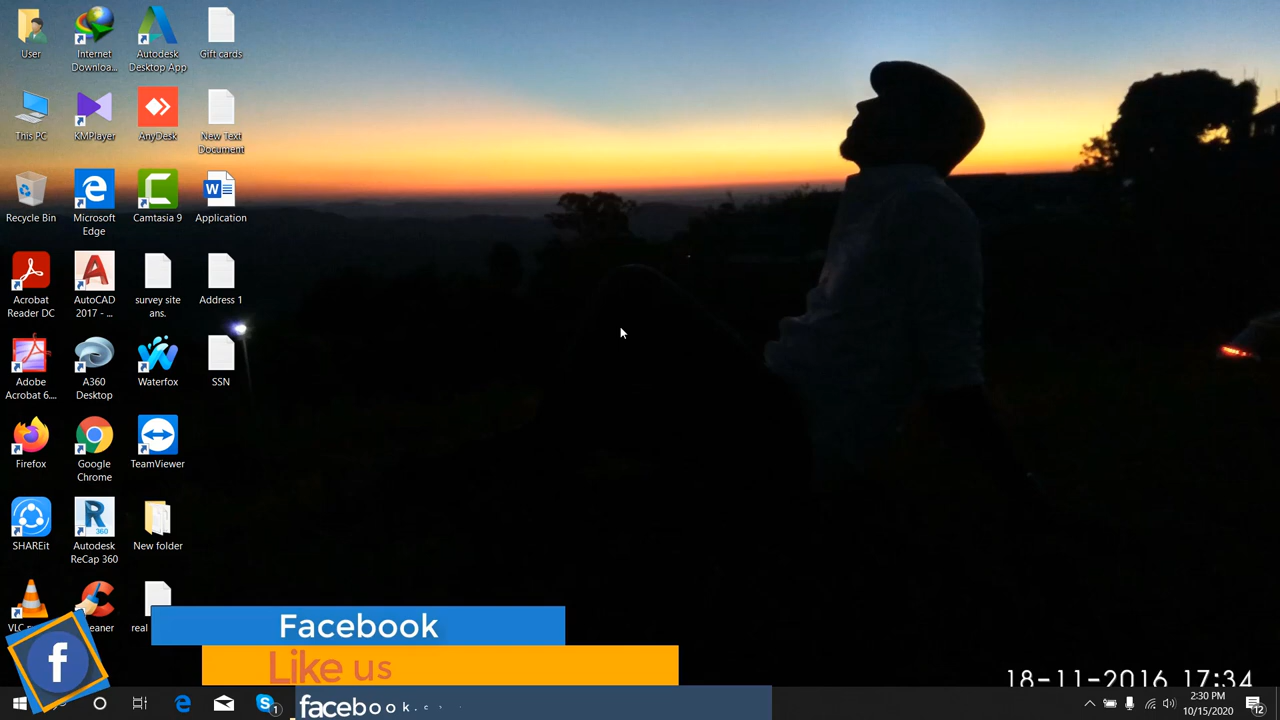 User
Internet
Downloa...
Autodesk
Desktop App
Gift cards
This PC
KMPlayer
AnyDesk
New Text
Document
Recycle Bin
Microsoft
Edge
Camtasia 9
Application
Acrobat
Reader DC
AutoCAD
2017 - ...
survey site
ans.
Address 1
Adobe
Acrobat 6....
A360
Desktop
Waterfox
SSN
Firefox
Google
Chrome
TeamViewer
SHAREit
Autodesk
ReCap 360
New folder
VLC
real
Facebook
Like us
facebook.
18-11-2016 17:34
2:30 PM
10/15/2020